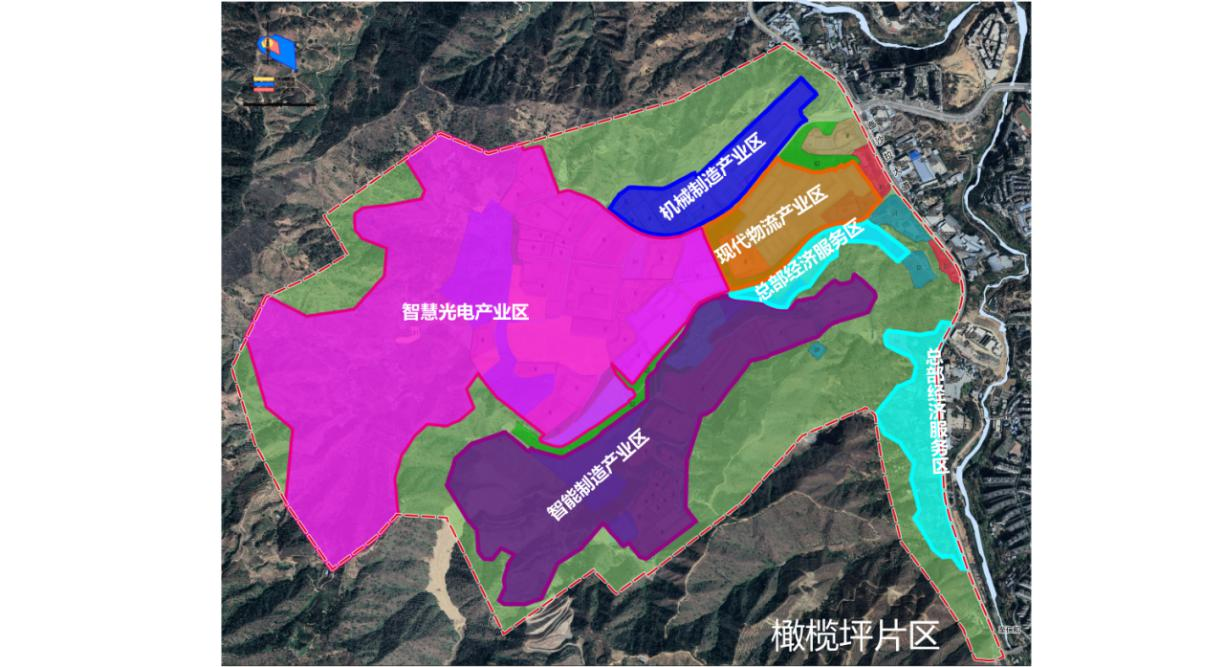 机械制造产业区
现代物流产业区
总部经济服务区
智慧光电产业区
总部经济服务区
智能制造产业区
橄榄坪片区